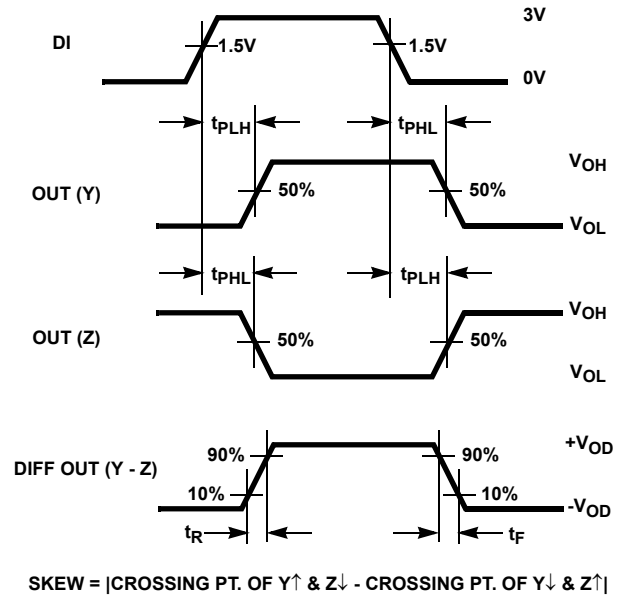 3V
DI
1.5V
1.5V
0V
tPLH
tPHL
VOH
OUT (Y)
50%
50%
VOL
tPHL
tPLH
VOH
OUT (Z)
50%
50%
VOL
+VOD
DIFF OUT (Y - Z)
90%
90%
10%
10%
-VOD
tR
tF
SKEW = |CROSSING PT. OF Y↑ & Z↓ - CROSSING PT. OF Y↓ & Z↑|